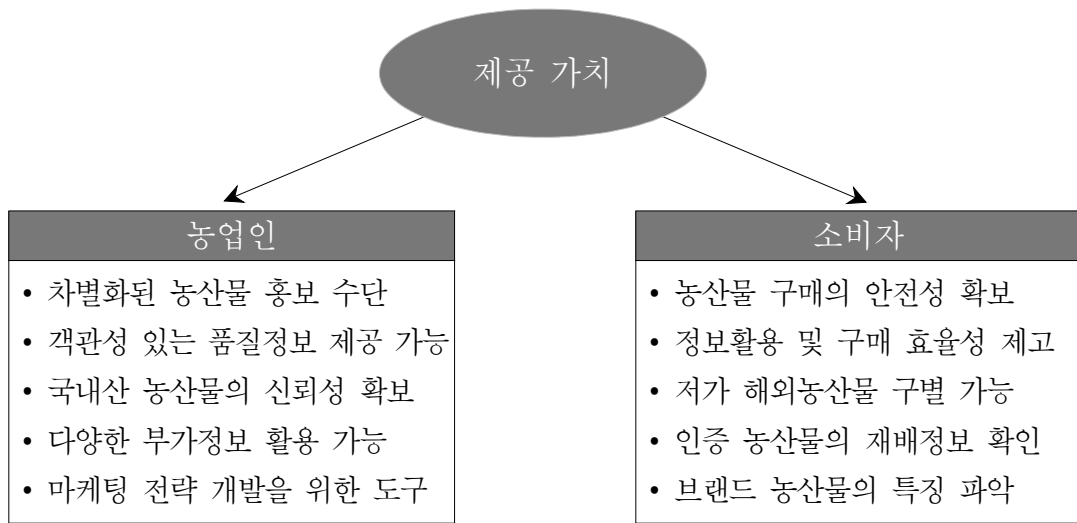 제공 가치
농업인
• 차별화된 농산물 홍보 수단
• 객관성 있는 품질정보 제공 가능
• 국내산 농산물의 신뢰성 확보
• 다양한 부가정보 활용 가능
• 마케팅 전략 개발을 위한 도구
소비자
• 농산물 구매의 안전성 확보
• 정보활용 및 구매 효율성 제고
• 저가 해외농산물 구별 가능
• 인증 농산물의 재배정보 확인
• 브랜드 농산물의 특징 파악